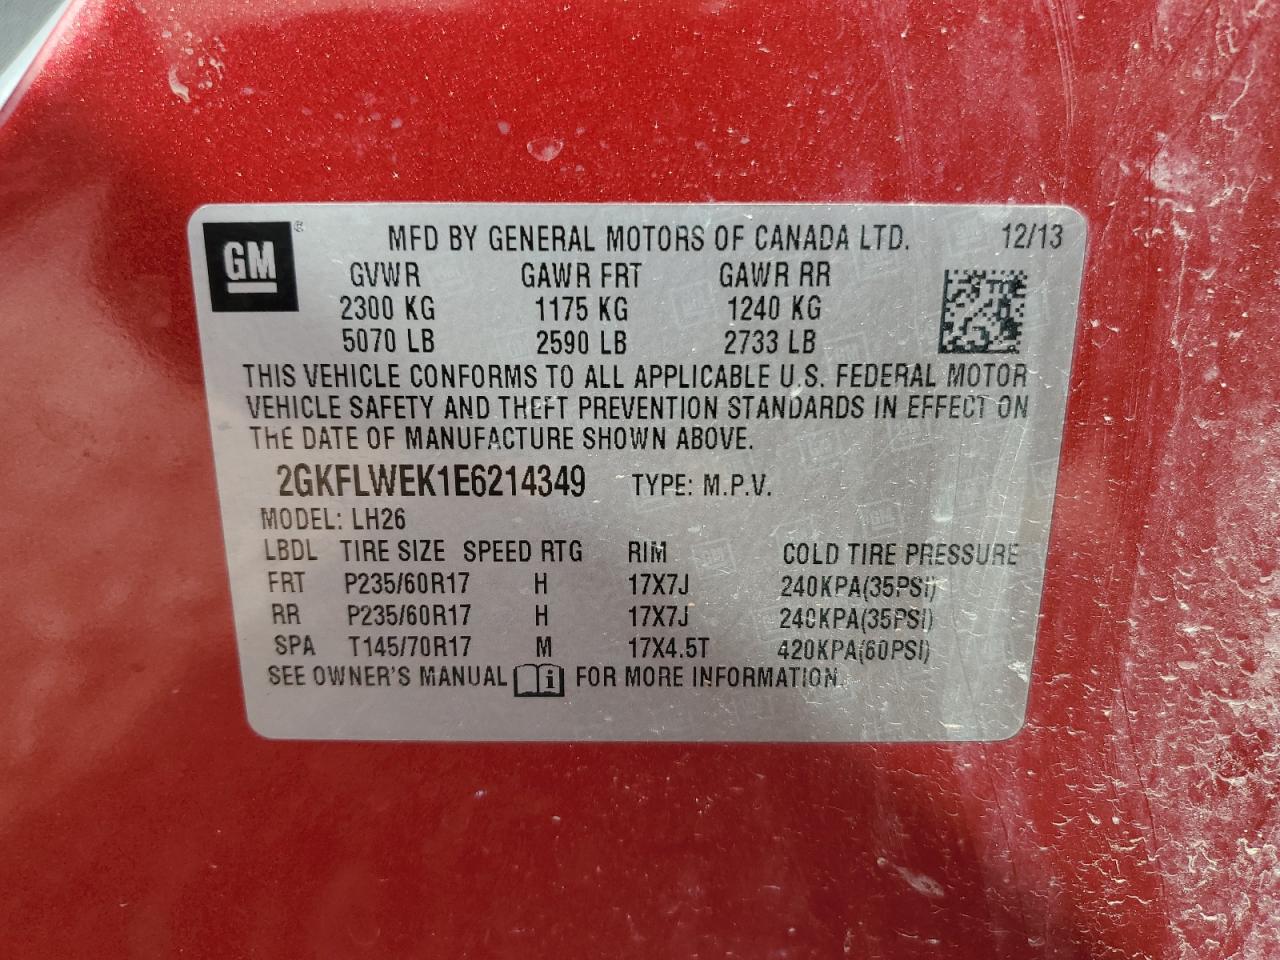 GM ® MFD BY GENERAL MOTORS OF CANADA LTD. 12/13
GVWR GAWR FRT GAWR RR
2300 KG 1175 KG 1240 KG
5070 LB 2590 LB 2733 LB
THIS VEHICLE CONFORMS TO ALL APPLICABLE U.S. FEDERAL MOTOR
VEHICLE SAFETY AND THEFT PREVENTION STANDARDS IN EFFECT ON
THE DATE OF MANUFACTURE SHOWN ABOVE.
2GKFLWEK1E6214349 TYPE: M.P.V.
MODEL: LH26
LBDL TIRE SIZE SPEED RTG RIM COLD TIRE PRESSURE
FRT P235/60R17 H 17X7J 240KPA(35PSI)
RR P235/60R17 H 17X7J 240KPA(35PSI)
SPA T145/70R17 M 17X4.5T 420KPA(60PSI)
SEE OWNER'S MANUAL i FOR MORE INFORMATION.